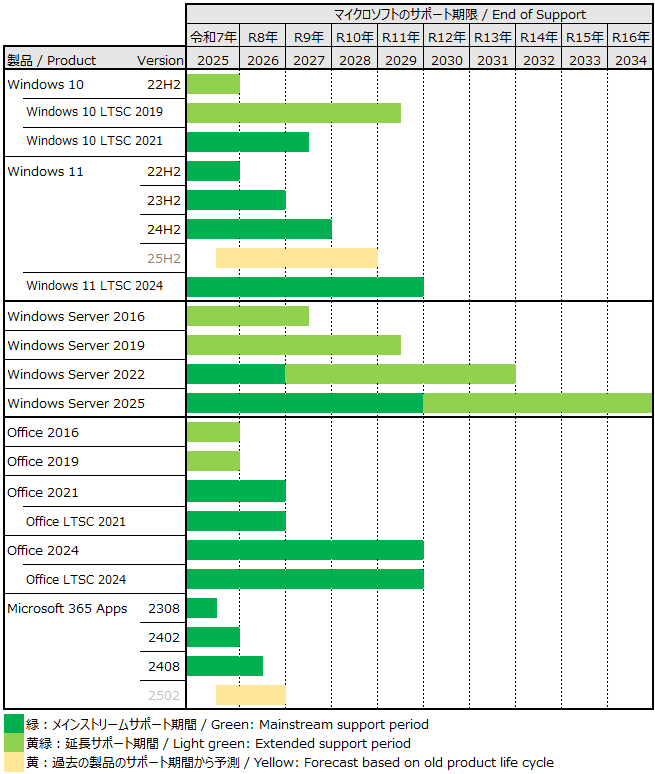 マイクロソフトのサポート期限 / End of Support
令和7年 R8年 R9年 R10年 R11年 R12年 R13年 R14年 R15年 R16年
製品 / Product Version 2025 2026 2027 2028 2029 2030 2031 2032 2033 2034
Windows 10 22H2
Windows 10 LTSC 2019
Windows 10 LTSC 2021
Windows 11 22H2
23H2
24H2
25H2
Windows 11 LTSC 2024
Windows Server 2016
Windows Server 2019
Windows Server 2022
Windows Server 2025
Office 2016
Office 2019
Office 2021
Office LTSC 2021
Office 2024
Office LTSC 2024
Microsoft 365 Apps 2308
2402
2408
2502
緑：メインストリームサポート期間 / Green: Mainstream support period
黄緑：延長サポート期間 / Light green: Extended support period
黄：過去の製品のサポート期間から予測 / Yellow: Forecast based on old product life cycle